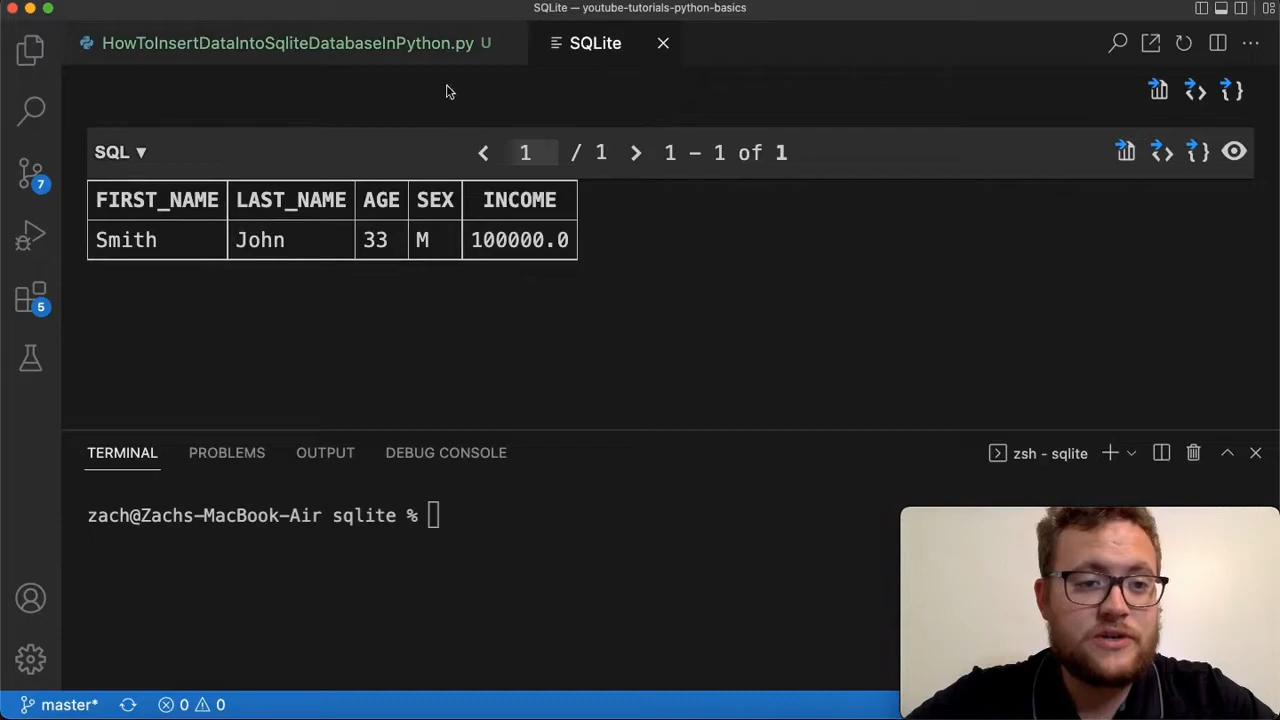 SQLite — youtube-tutorials-python-basics
HowToInsertDataIntoSqliteDatabaseInPython.py U
SQLite
SQL ▼
1 / 1
1 − 1 of 1
FIRST_NAME LAST_NAME AGE SEX INCOME
Smith John 33 M 100000.0
7
5
TERMINAL PROBLEMS OUTPUT DEBUG CONSOLE
zsh - sqlite
zach@Zachs-MacBook-Air sqlite %
master* 0 0